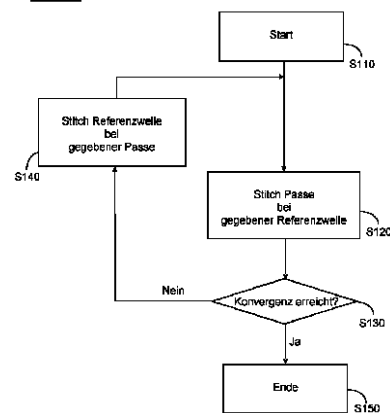 Start
S110
Stitch Referenzwelle
bei
gegebener Passe
S140
Stitch Passe
bei
gegebener Referenzwelle
S120
Nein
Konvergenz erreicht?
S130
Ja
Ende
S150